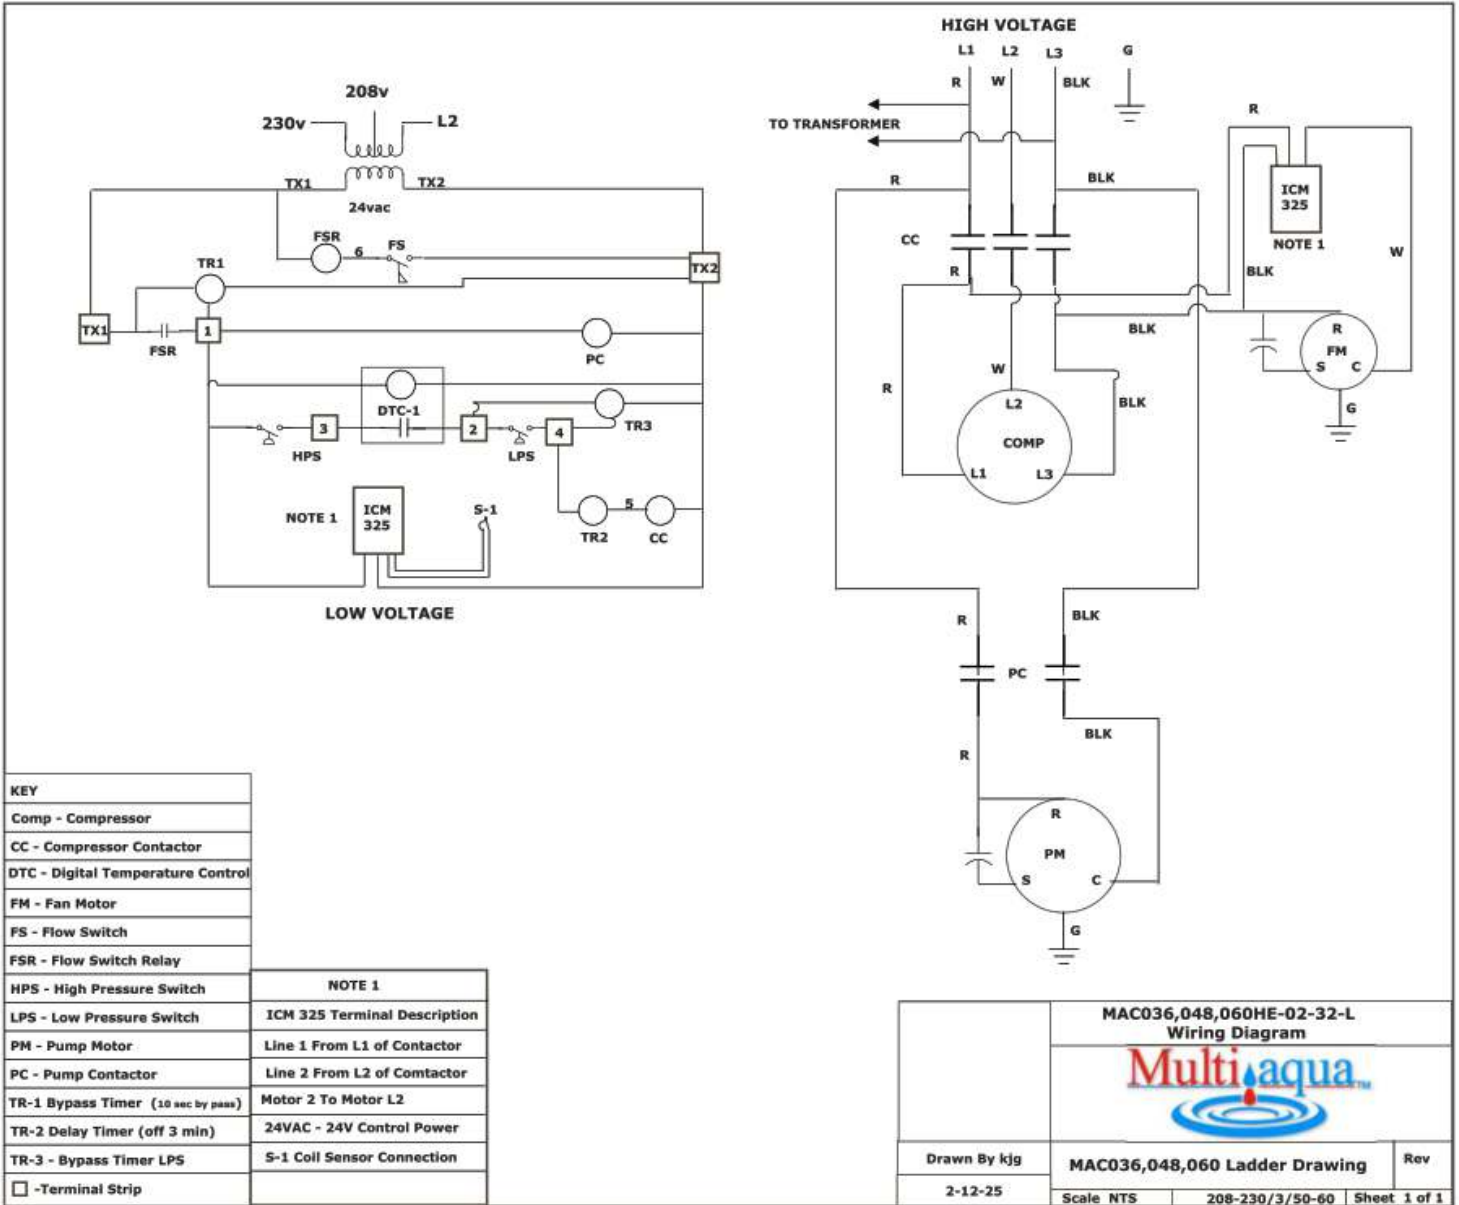 HIGH VOLTAGE
L1 L2 L3 G
R W BLK
208v
230v L2
TO TRANSFORMER
R
TX1 TX2
24vac
R BLK
ICM
325
NOTE 1
FSR 6 FS
CC
W
TR1
TX2
R
BLK
TX1 1
FSR
PC
BLK
R
FM
S C
DTC-1
W
R
BLK
G
L2
COMP
L1 L3
3 2 4
TR3
HPS LPS
NOTE 1
ICM
325
S-1
5
TR2 CC
LOW VOLTAGE
R BLK
PC
BLK
R
R
PM
S C
G
KEY
Comp - Compressor
CC - Compressor Contactor
DTC - Digital Temperature Control
FM - Fan Motor
FS - Flow Switch
FSR - Flow Switch Relay
HPS - High Pressure Switch
LPS - Low Pressure Switch
PM - Pump Motor
PC - Pump Contactor
TR-1 Bypass Timer (10 sec by pass)
TR-2 Delay Timer (off 3 min)
TR-3 - Bypass Timer LPS
-Terminal Strip
NOTE 1
ICM 325 Terminal Description
Line 1 From L1 of Contactor
Line 2 From L2 of Comtactor
Motor 2 To Motor L2
24VAC - 24V Control Power
S-1 Coil Sensor Connection
MAC036,048,060HE-02-32-L
Wiring Diagram
Multiaqua TM
Drawn By kjg
2-12-25
MAC036,048,060 Ladder Drawing
Rev
Scale NTS 208-230/3/50-60 Sheet 1 of 1